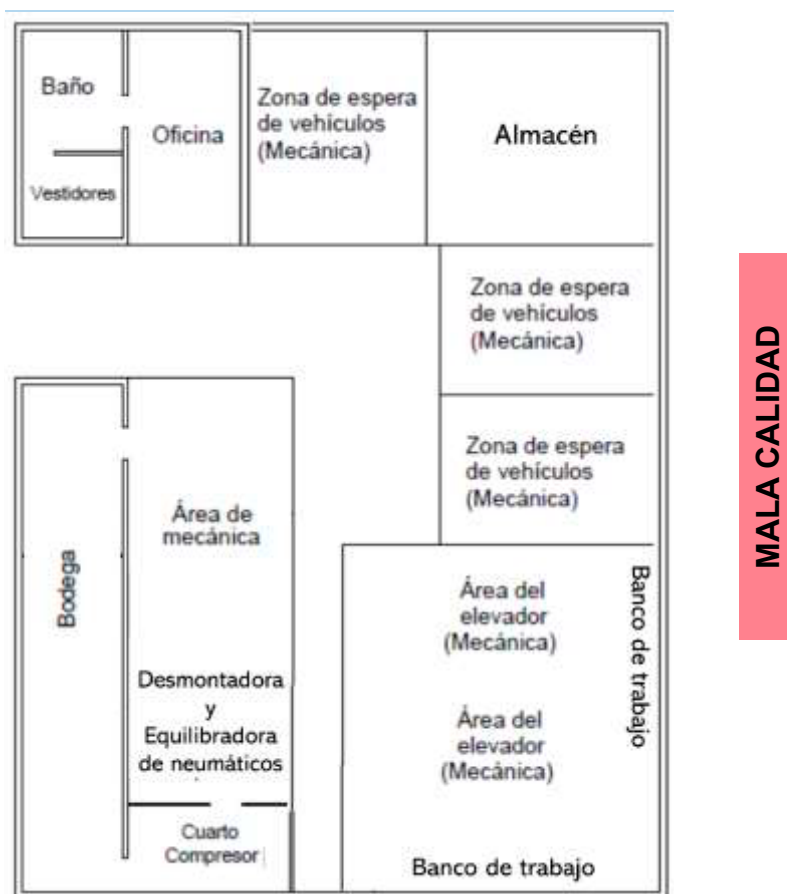 Baño
Vestidores
Oficina
Zona de espera
de vehículos
(Mecánica)
Almacén
Zona de espera
de vehículos
(Mecánica)
Zona de espera
de vehículos
(Mecánica)
Bodega
Área de
mecánica
Desmontadora
y
Equilibradora
de neumáticos
Cuarto
Compresor
Área del
elevador
(Mecánica)
Área del
elevador
(Mecánica)
Banco de trabajo
Banco de trabajo
MALA CALIDAD